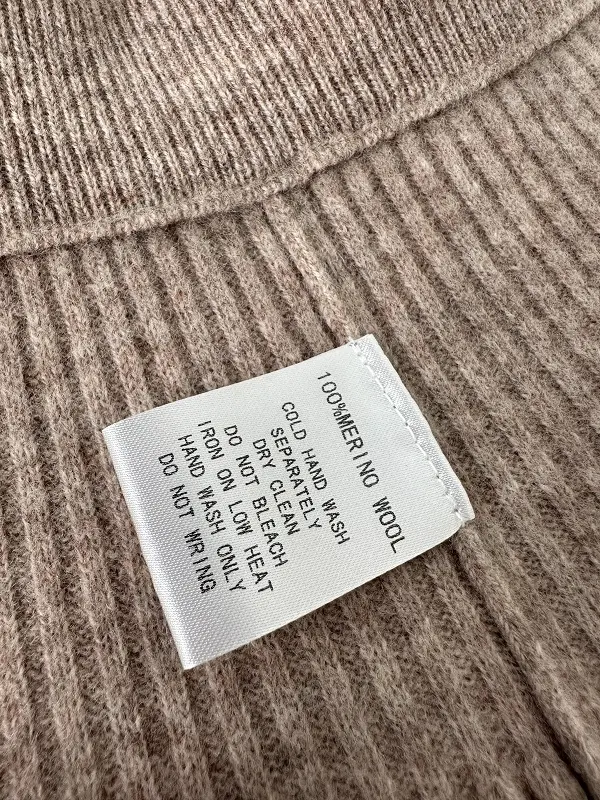 100%MERINO WOOL
COLD HAND WASH
SEPARATELY
DRY CLEAN
DO NOT BLEACH
IRON ON LOW HEAT
HAND WASH ONLY
DO NOT WRING